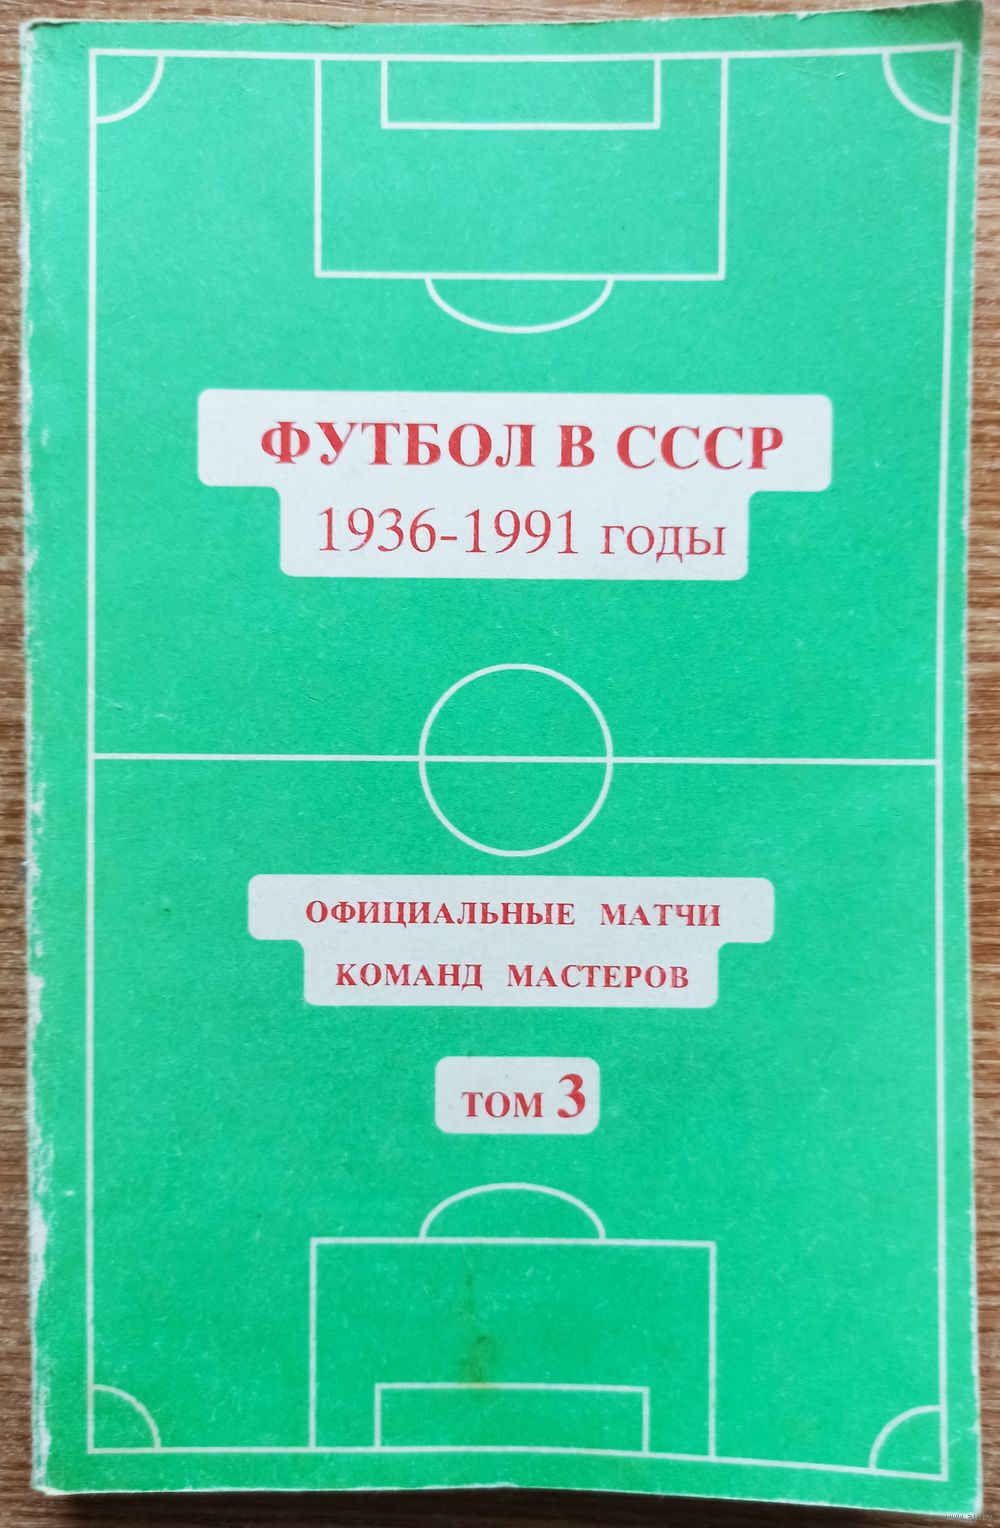 ФУТБОЛ В СССР
1936-1991 ГОДЫ
ОФИЦИАЛЬНЫЕ МАТЧИ
КОМАНД МАСТЕРОВ
ТОМ 3